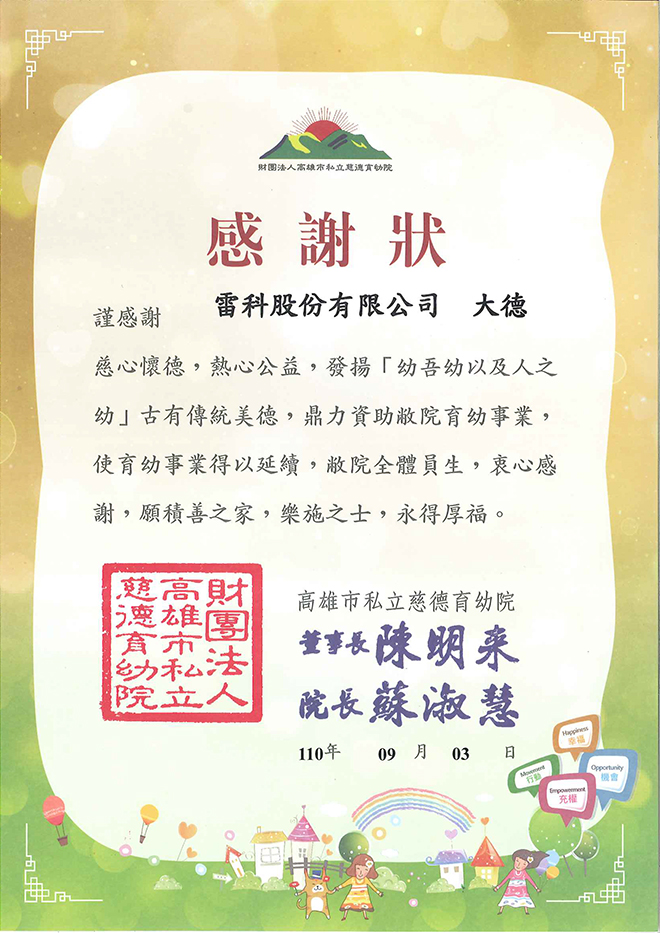 財團法人高雄市私立慈德育幼院
感謝狀
謹感謝 雷科股份有限公司 大德
慈心懷德，熱心公益，發揚「幼吾幼以及人之
幼」古有傳統美德，鼎力資助敝院育幼事業，
使育幼事業得以延續，敝院全體員生，衷心感
謝，願積善之家，樂施之士，永得厚福。
財團法人
高雄市私立
慈德育幼院
高雄市私立慈德育幼院
董事長 陳明来
院長 蘇淑慧
110年 09 月 03 日
Happiness
幸福
Movement
行動
Opportunity
機會
Empowerment
充權